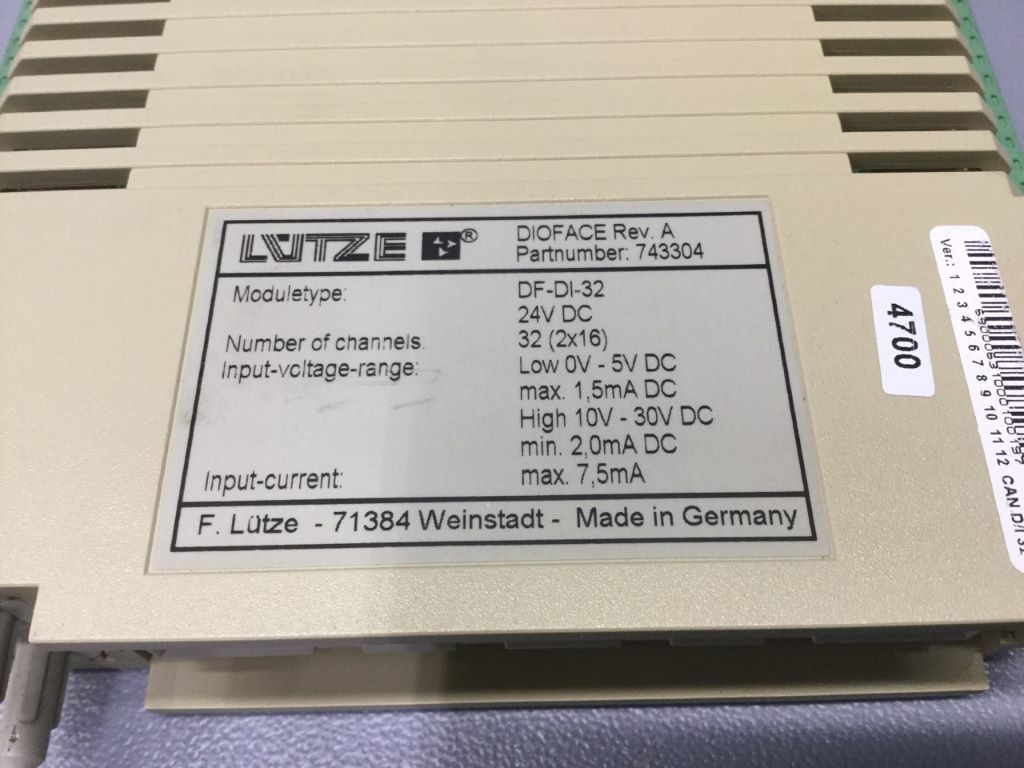 LÜTZE ®
DIOFACE Rev. A
Partnumber: 743304
Moduletype: DF-DI-32
24V DC
Number of channels: 32 (2x16)
Input-voltage-range: Low 0V - 5V DC
max. 1,5mA DC
High 10V - 30V DC
min. 2,0mA DC
Input-current: max. 7,5mA
F. Lütze - 71384 Weinstadt - Made in Germany
4700
Ver.: 1 2 3 4 5 6 7 8 9 10 11 12 CAN D/I 32